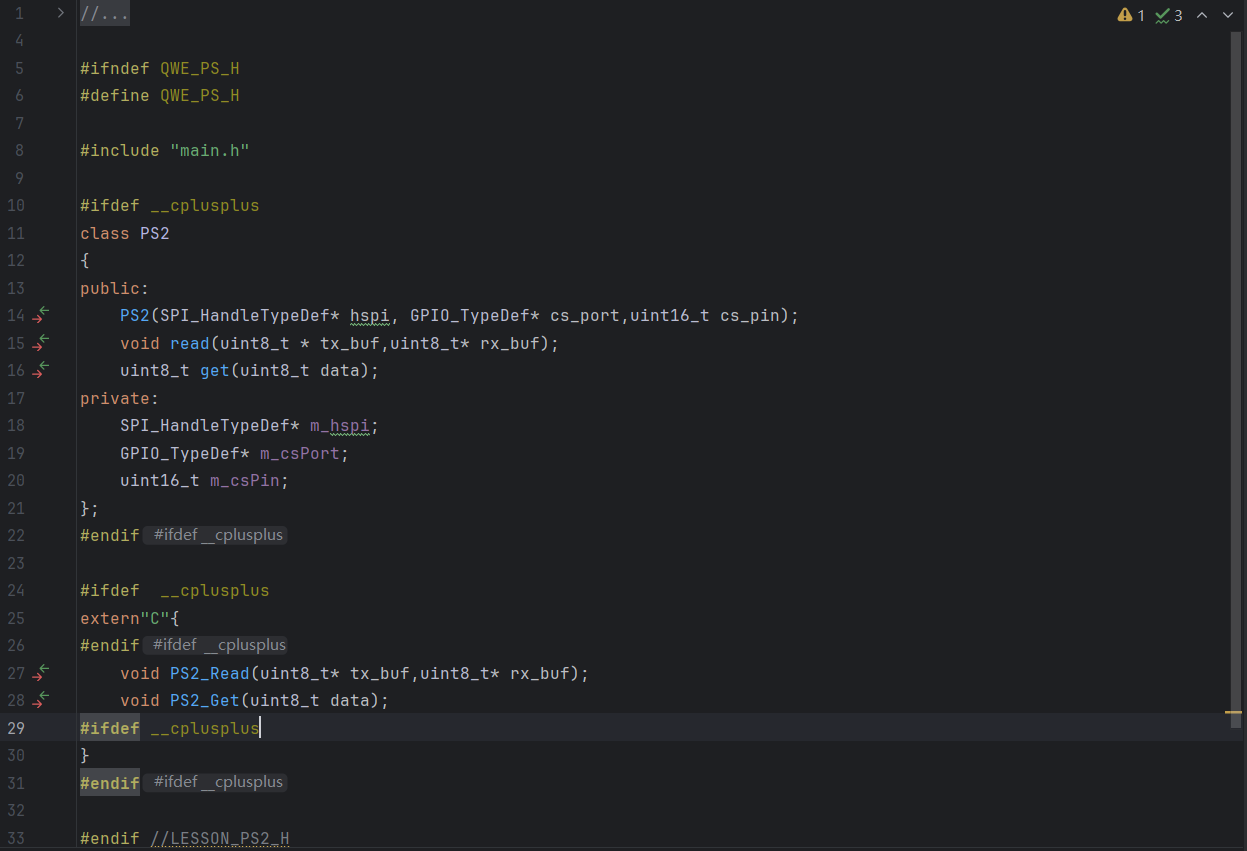 1 //... 1 3
4
5 #ifndef QWE_PS_H
6 #define QWE_PS_H
7
8 #include "main.h"
9
10 #ifdef __cplusplus
11 class PS2
12 {
13 public:
14     PS2(SPI_HandleTypeDef* hspi, GPIO_TypeDef* cs_port,uint16_t cs_pin);
15     void read(uint8_t * tx_buf,uint8_t* rx_buf);
16     uint8_t get(uint8_t data);
17 private:
18     SPI_HandleTypeDef* m_hspi;
19     GPIO_TypeDef* m_csPort;
20     uint16_t m_csPin;
21 };
22 #endif #ifdef __cplusplus
23
24 #ifdef  __cplusplus
25 extern"C"{
26 #endif #ifdef __cplusplus
27     void PS2_Read(uint8_t* tx_buf,uint8_t* rx_buf);
28     void PS2_Get(uint8_t data);
29 #ifdef __cplusplus
30 }
31 #endif #ifdef __cplusplus
32
33 #endif //LESSON_PS2_H